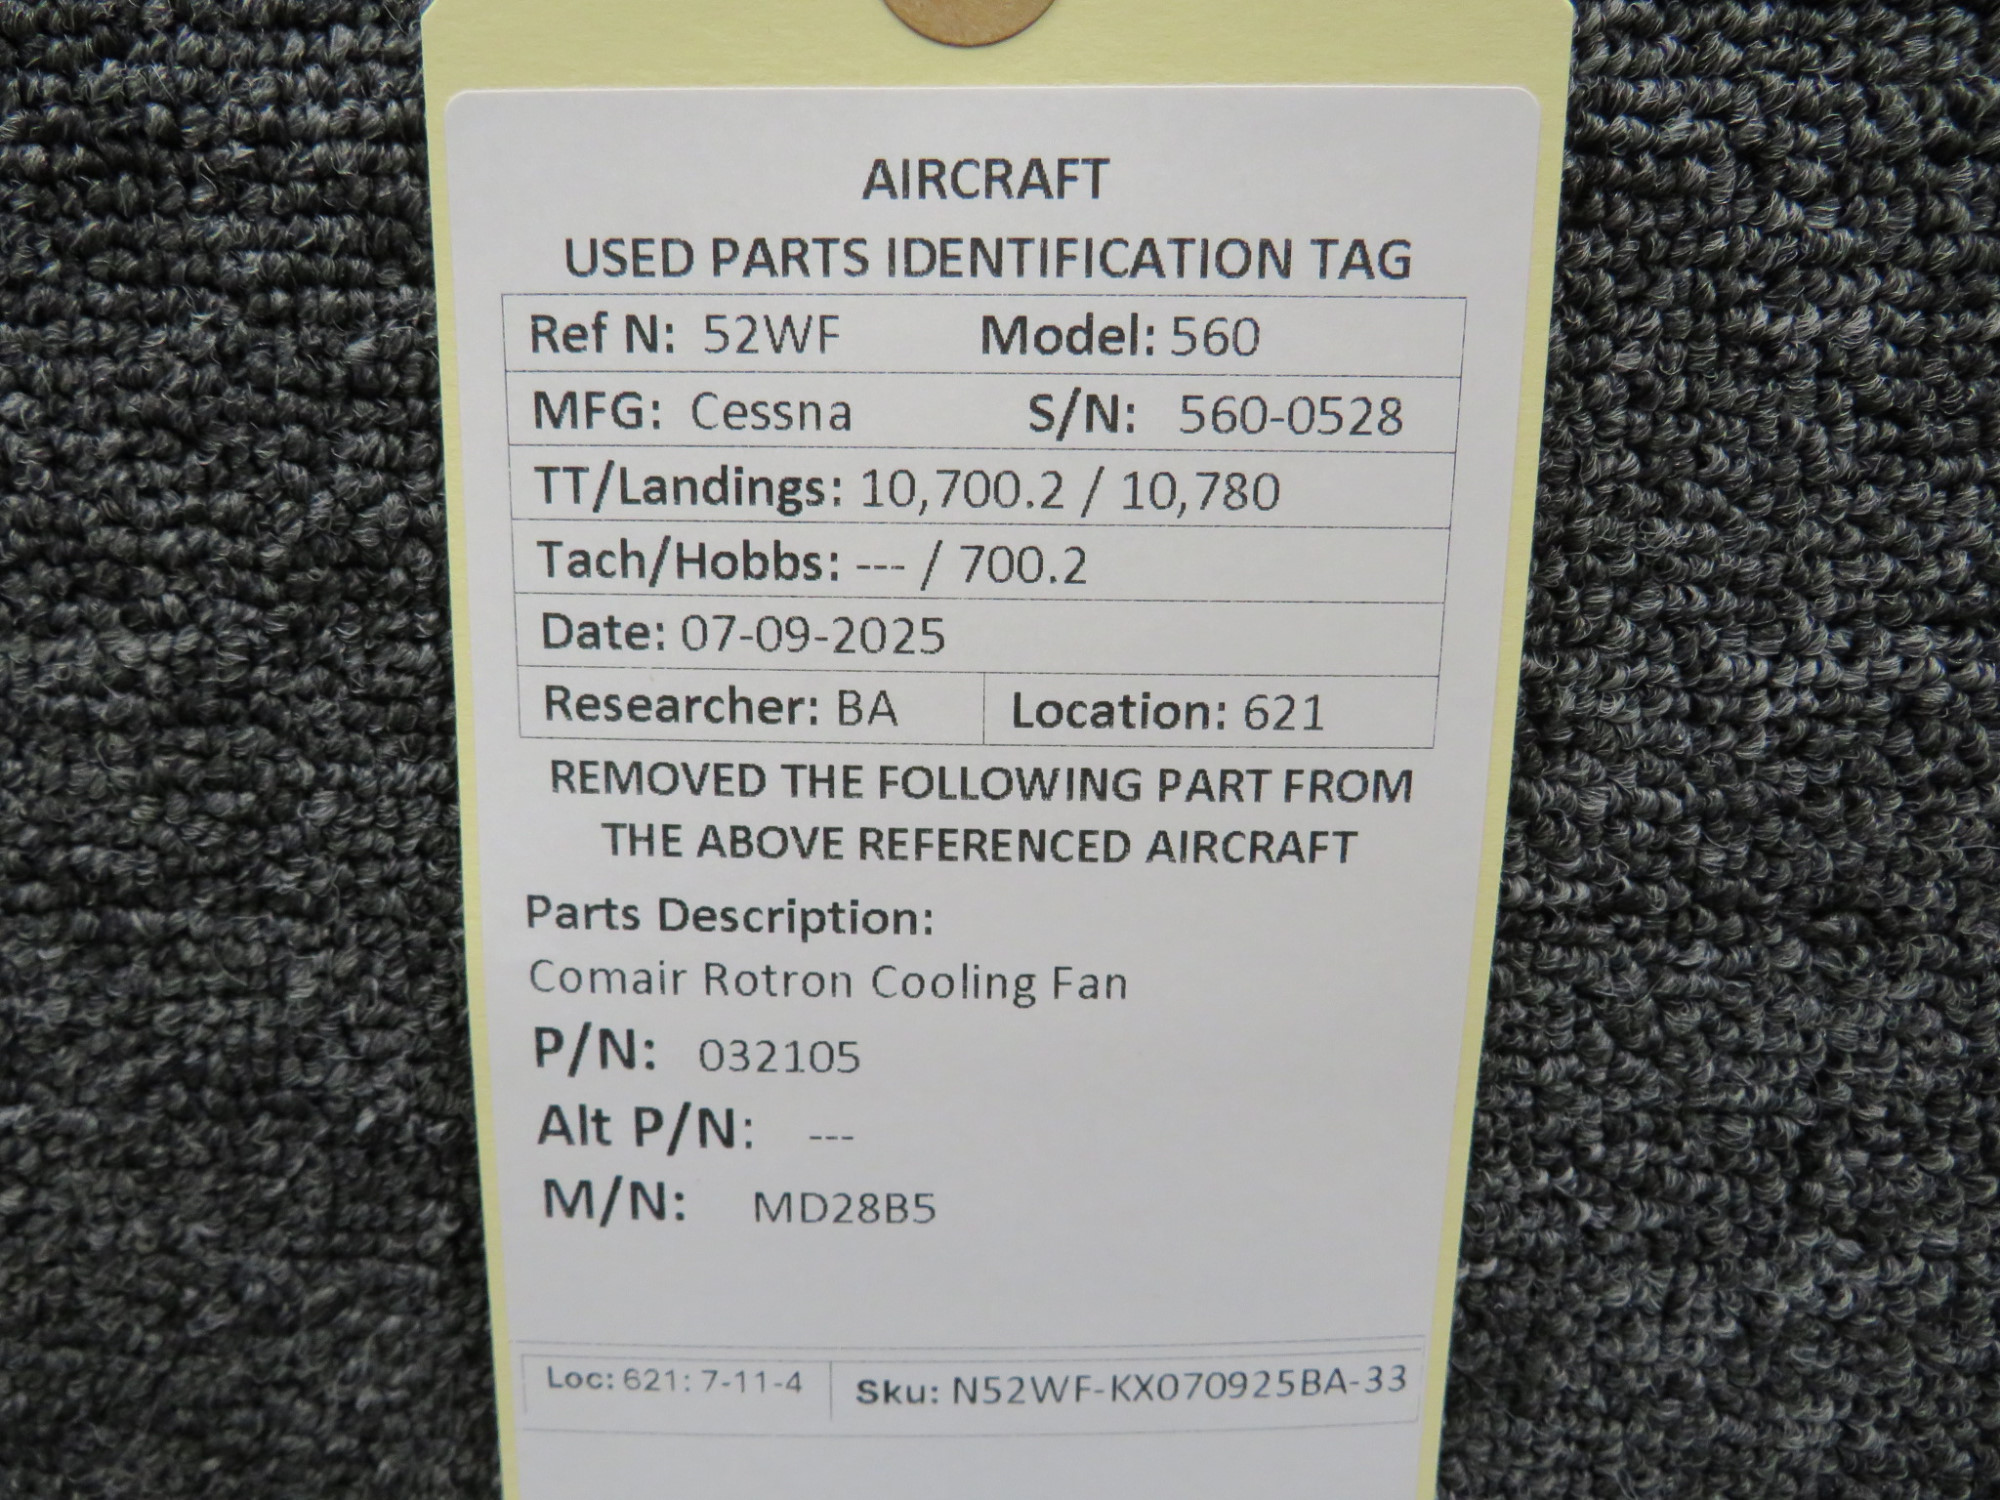 AIRCRAFT
USED PARTS IDENTIFICATION TAG
Ref N: 52WF Model: 560
MFG: Cessna S/N: 560-0528
TT/Landings: 10,700.2 / 10,780
Tach/Hobbs: --- / 700.2
Date: 07-09-2025
Researcher: BA Location: 621
REMOVED THE FOLLOWING PART FROM
THE ABOVE REFERENCED AIRCRAFT
Parts Description:
Comair Rotron Cooling Fan
P/N: 032105
Alt P/N: ---
M/N: MD28B5
Loc: 621: 7-11-4 Sku: N52WF-KX070925BA-33